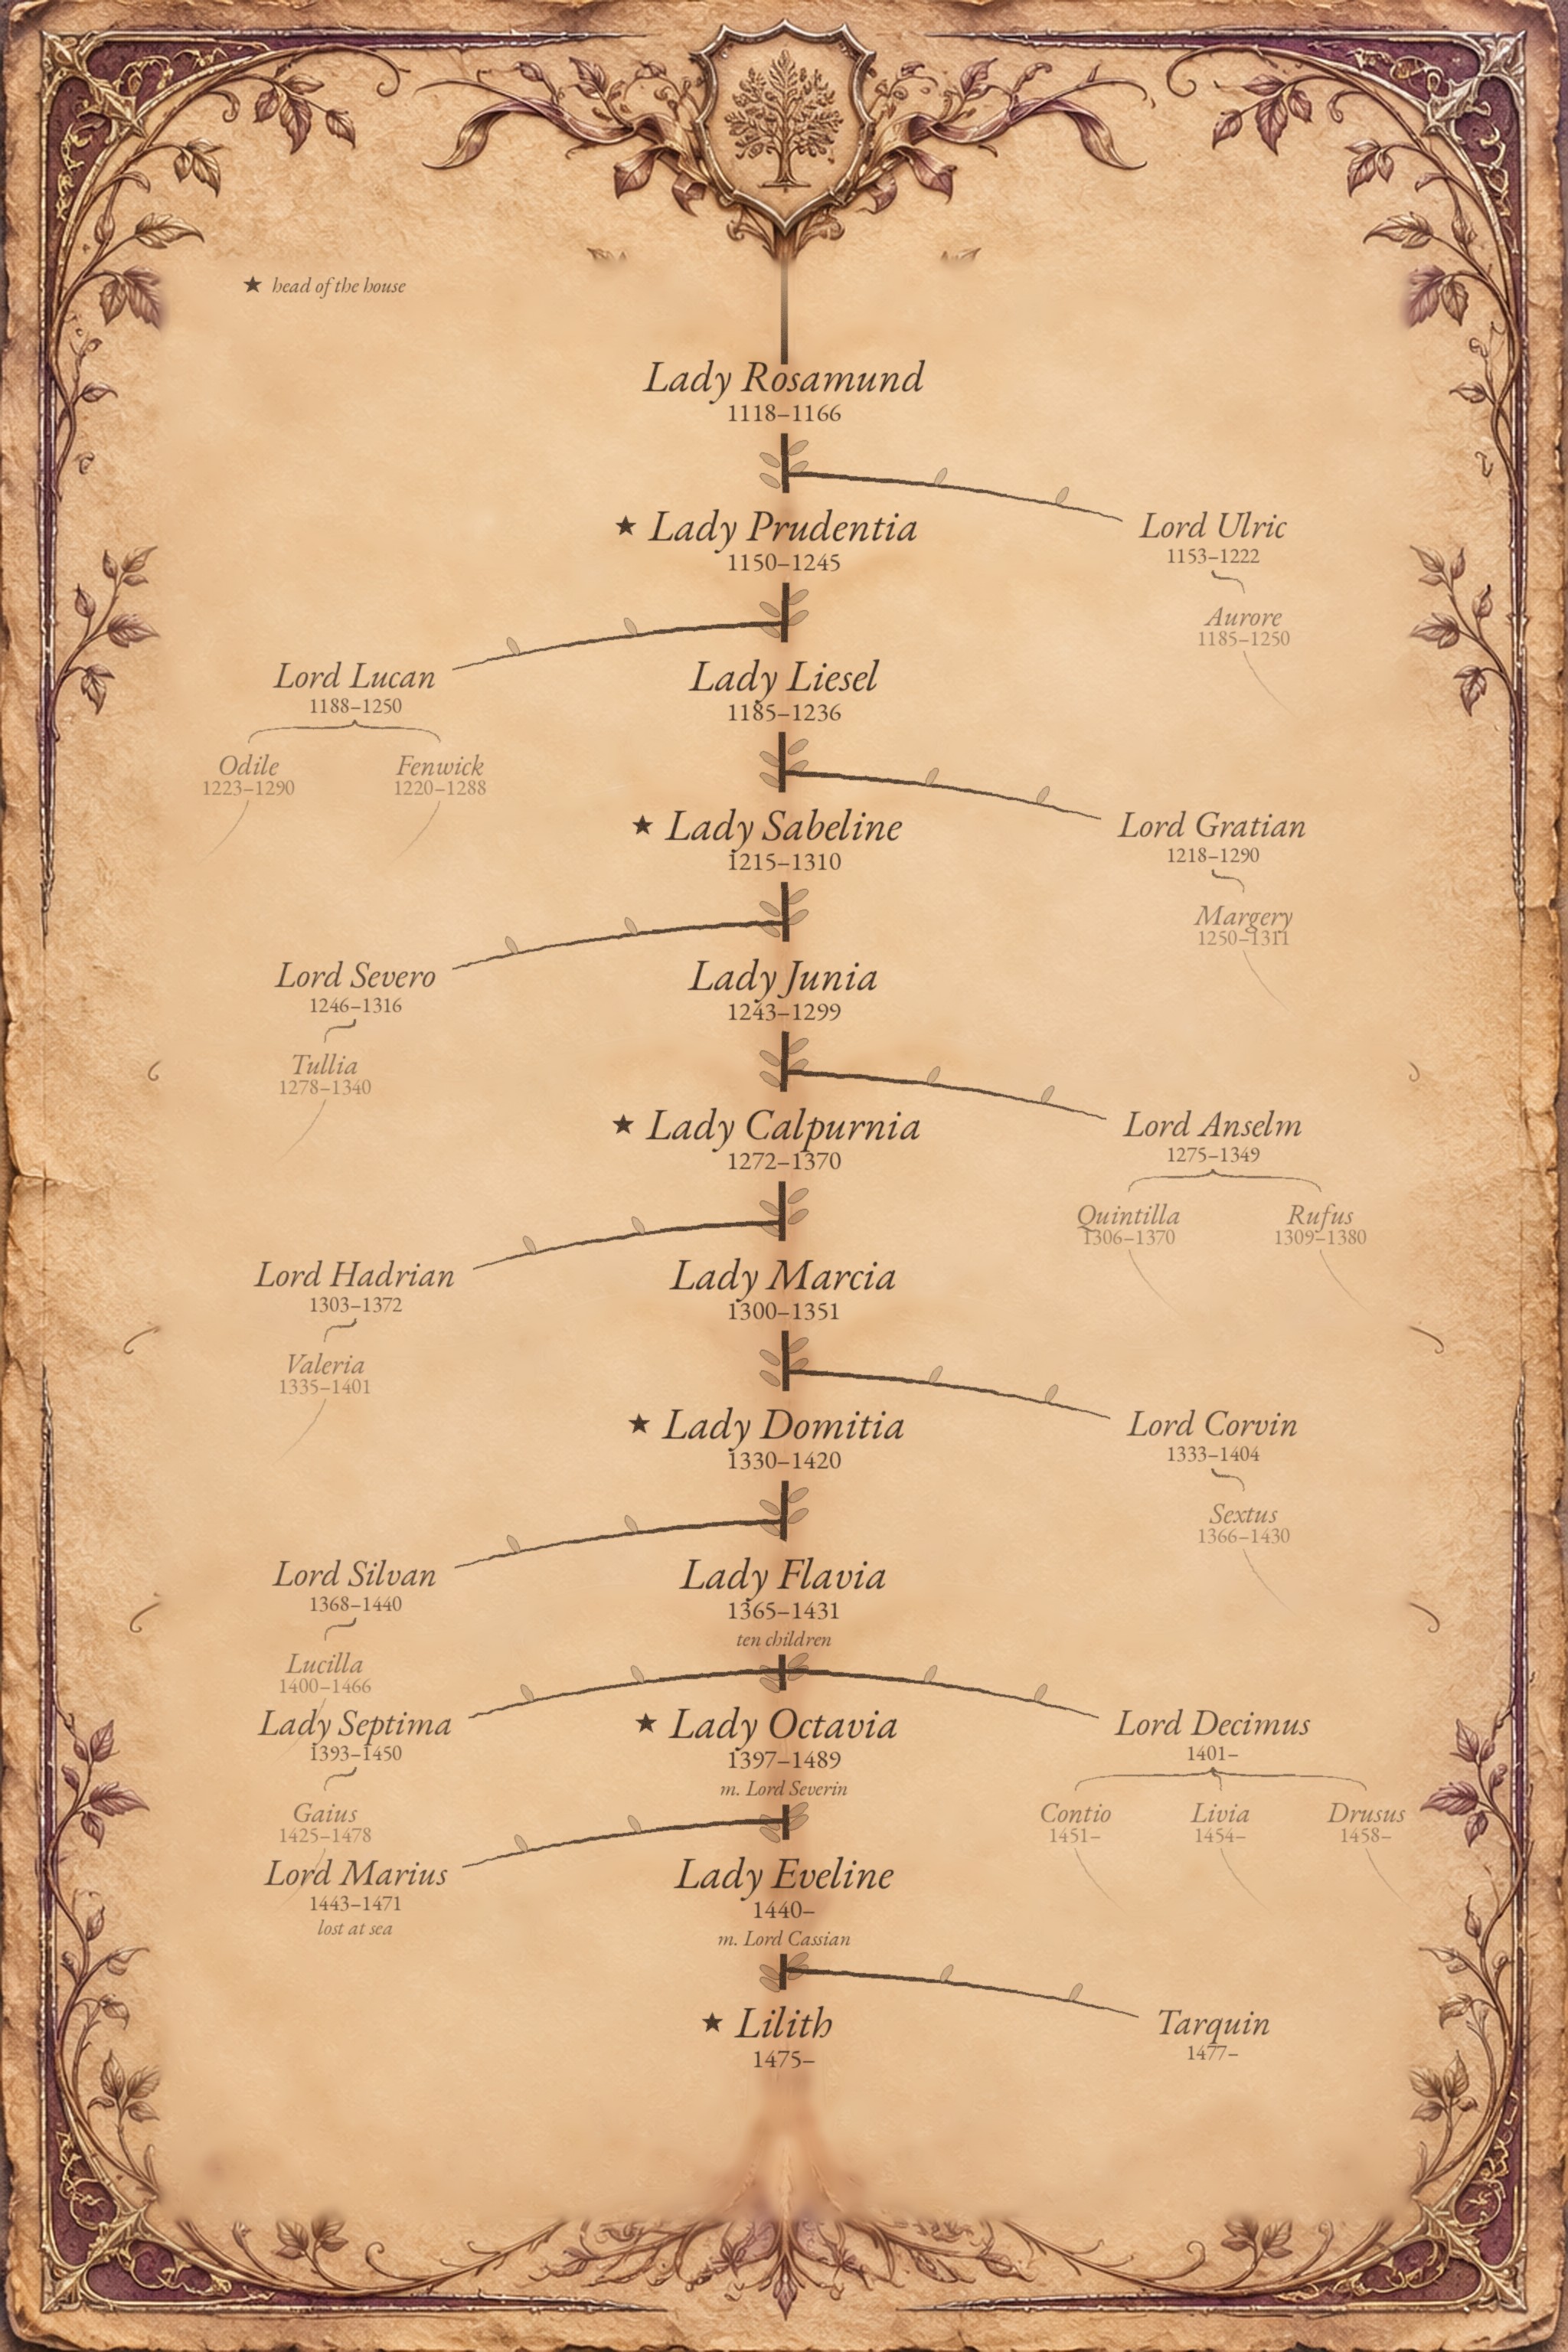 ★ head of the house
Lady Rosamund
1118–1166
★ Lady Prudentia
1150–1245
Lord Ulric
1153–1222
Aurore
1185–1250
Lord Lucan
1188–1250
Lady Liesel
1185–1236
Odile
1223–1290
Fenwick
1220–1288
★ Lady Sabeline
1215–1310
Lord Gratian
1218–1290
Margery
1250–1311
Lord Severo
1246–1316
Lady Junia
1243–1299
Tullia
1278–1340
★ Lady Calpurnia
1272–1370
Lord Anselm
1275–1349
Quintilla
1306–1370
Rufus
1309–1380
Lord Hadrian
1303–1372
Lady Marcia
1300–1351
Valeria
1335–1401
★ Lady Domitia
1330–1420
Lord Corvin
1333–1404
Sextus
1366–1430
Lord Silvan
1368–1440
Lady Flavia
1365–1431
ten children
Lucilla
1400–1466
Lady Septima
1393–1450
★ Lady Octavia
1397–1489
m. Lord Severin
Lord Decimus
1401–
Gaius
1425–1478
Contio
1451–
Livia
1454–
Drusus
1458–
Lord Marius
1443–1471
lost at sea
Lady Eveline
1440–
m. Lord Cassian
★ Lilith
1475–
Tarquin
1477–